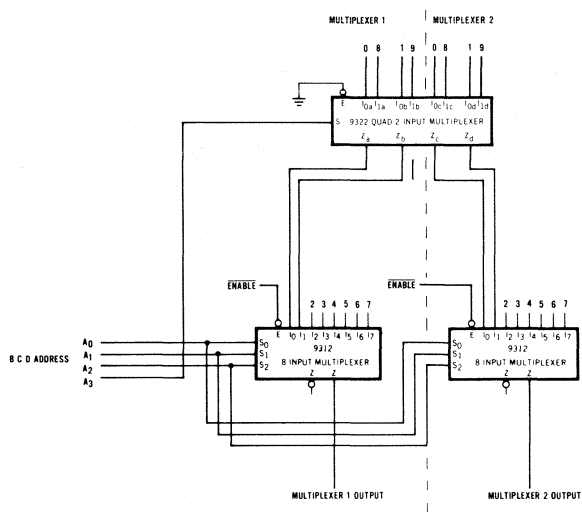 MULTIPLEXER 1 MULTIPLEXER 2
0 8 1 9 0 8 1 9
E I0a I1a I0b I1b I0c I1c I0d I1d
S 9322 QUAD 2 INPUT MULTIPLEXER
Za Zb Zc Zd
ENABLE ENABLE
2 3 4 5 6 7 2 3 4 5 6 7
E I0 I1 I2 I3 I4 I5 I6 I7 E I0 I1 I2 I3 I4 I5 I6 I7
A0 S0 9312 S0 9312
B C D ADDRESS A1 S1 8 INPUT MULTIPLEXER S1 8 INPUT MULTIPLEXER
A2 S2 Z Z S2 Z Z
A3
MULTIPLEXER 1 OUTPUT MULTIPLEXER 2 OUTPUT